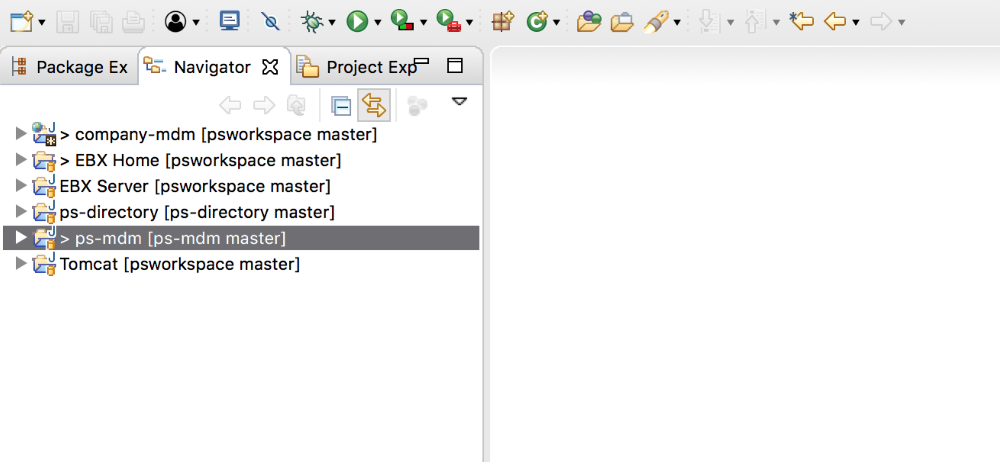 Package Ex Navigator Project Exp
> company-mdm [psworkspace master]
> EBX Home [psworkspace master]
EBX Server [psworkspace master]
ps-directory [ps-directory master]
> ps-mdm [ps-mdm master]
Tomcat [psworkspace master]